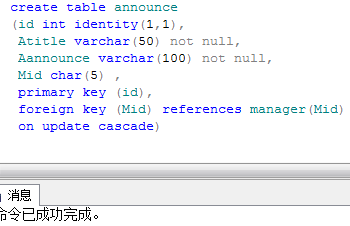 create table announce
(id int identity(1,1),
Atitle varchar(50) not null,
Aannounce varchar(100) not null,
Mid char(5) ,
primary key (id),
foreign key (Mid) references manager(Mid)
on update cascade)
消息
命令已成功完成。